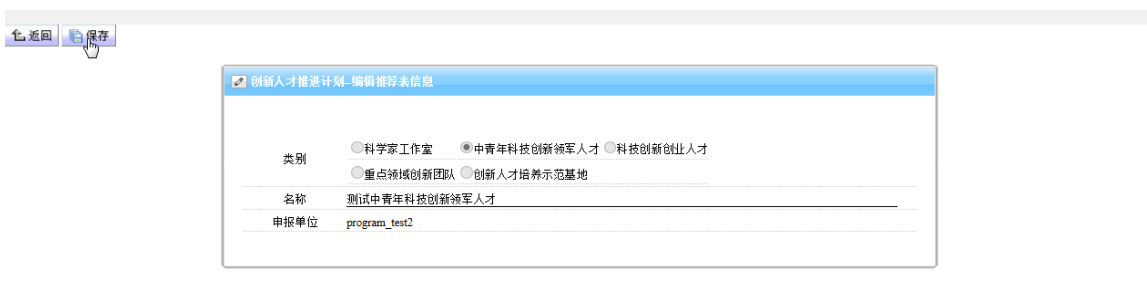 返回 保存
创新人才推进计划--编辑推荐表信息
类别 科学家工作室 中青年科技创新领军人才 科技创新创业人才
重点领域创新团队 创新人才培养示范基地
名称 测试中青年科技创新领军人才
申报单位 program_test2